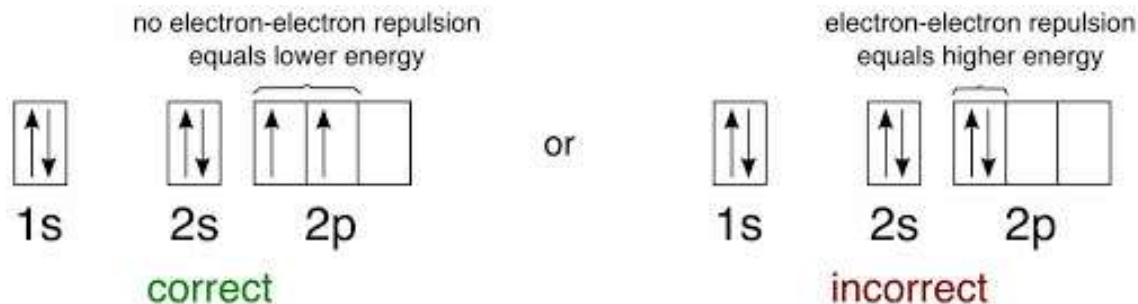 no electron-electron repulsion
equals lower energy
electron-electron repulsion
equals higher energy
or
1s 2s 2p
1s 2s 2p
correct
incorrect